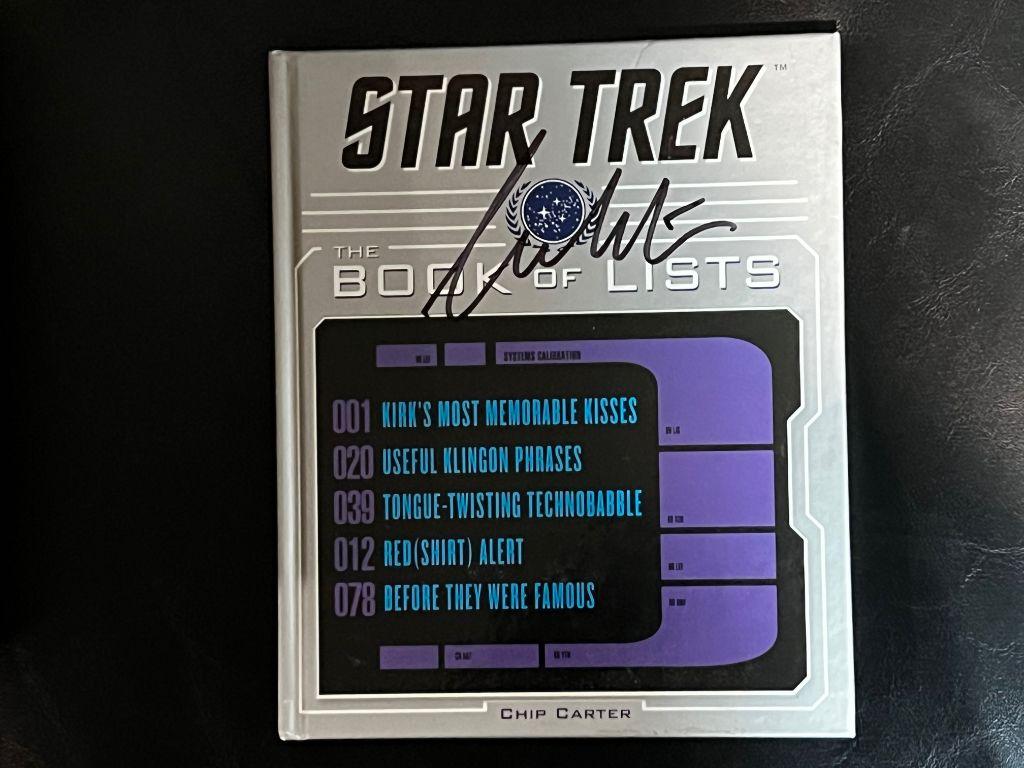 STAR TREK™
THE
BOOK OF LISTS
SYSTEMS CALIBRATION
001 KIRK'S MOST MEMORABLE KISSES
020 USEFUL KLINGON PHRASES
039 TONGUE-TWISTING TECHNOBABBLE
012 RED(SHIRT) ALERT
078 BEFORE THEY WERE FAMOUS
CHIP CARTER